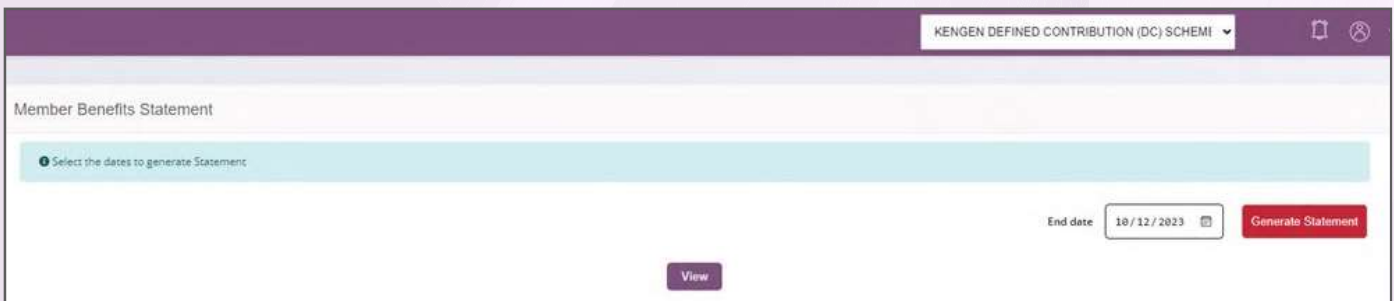 KENGEN DEFINED CONTRIBUTION (DC) SCHEME
Member Benefits Statement
Select the dates to generate Statement
End date 10/12/2023 Generate Statement
View